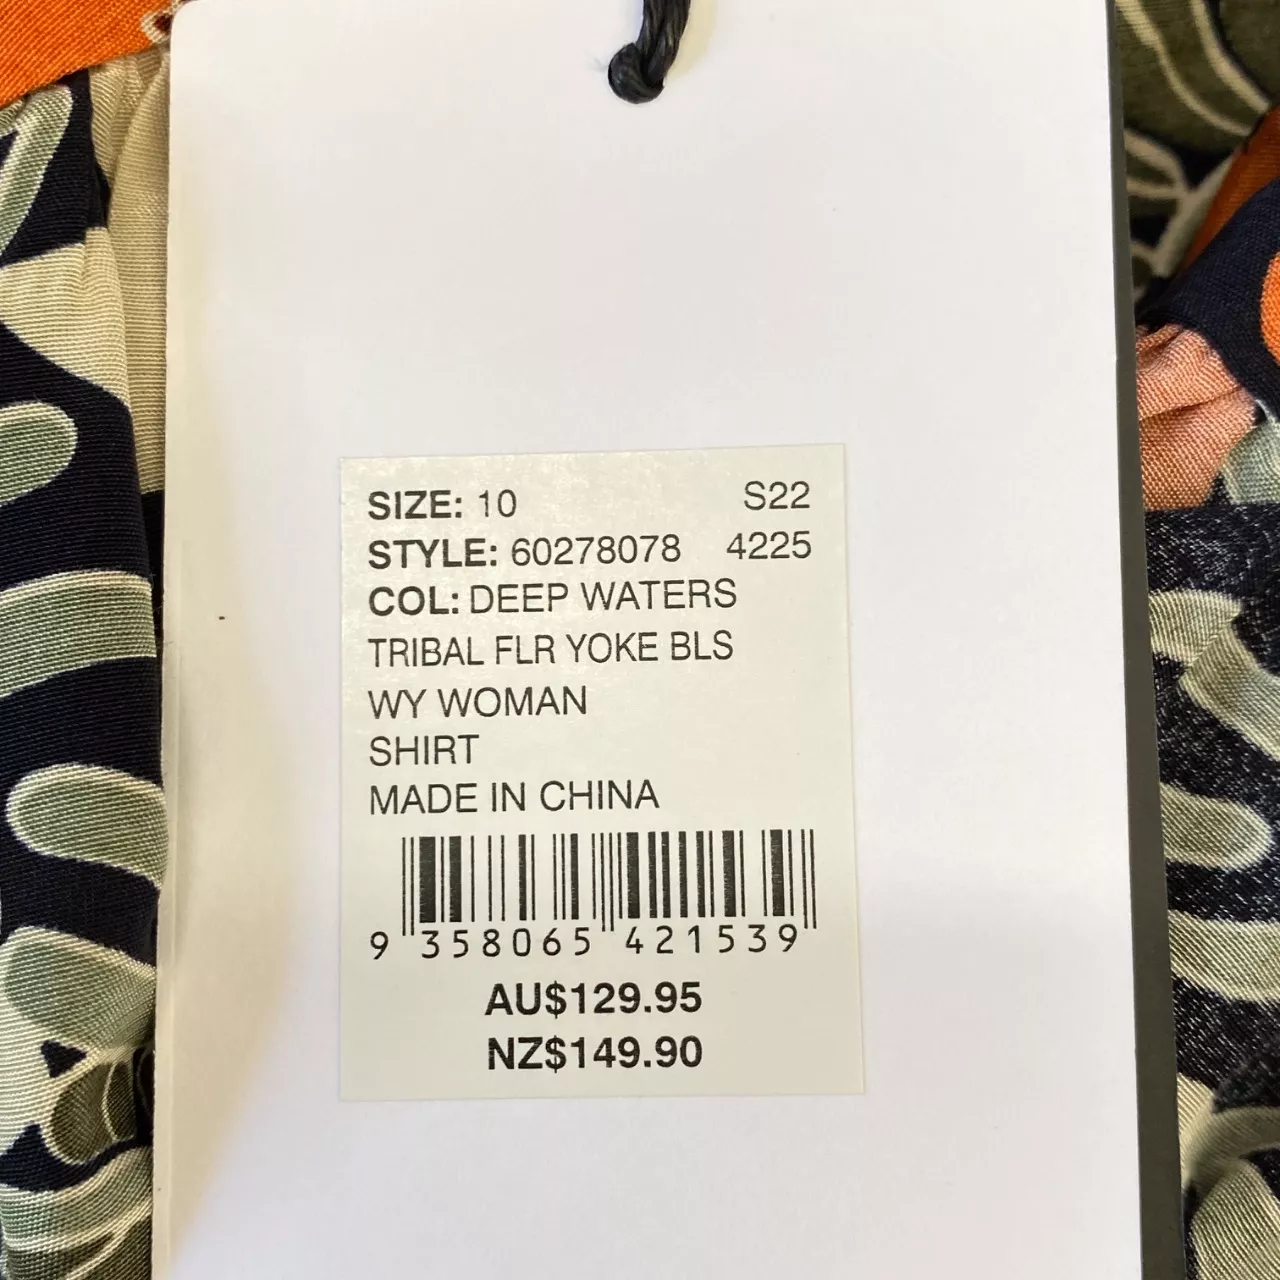 SIZE: 10 S22
STYLE: 60278078 4225
COL: DEEP WATERS
TRIBAL FLR YOKE BLS
WY WOMAN
SHIRT
MADE IN CHINA
9 358065 421539
AU$129.95
NZ$149.90